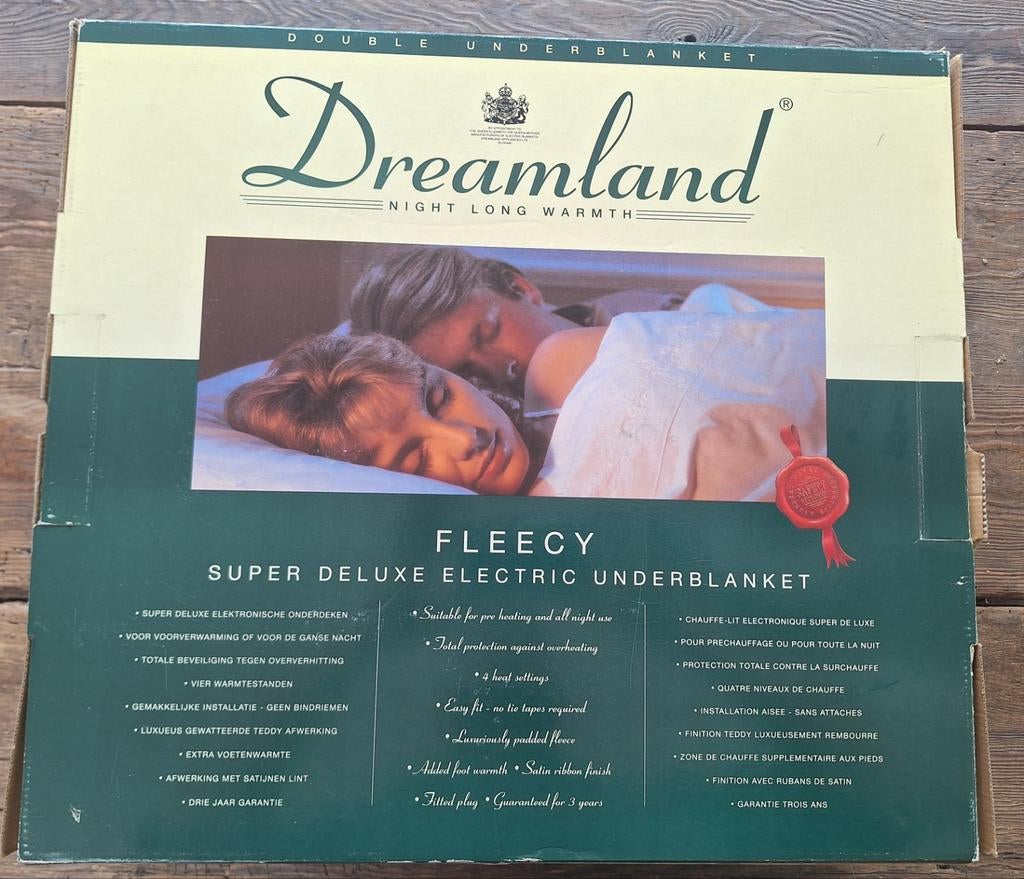 DOUBLE UNDERBLANKET
Dreamland®
BY APPOINTMENT TO
NIGHT LONG WARMTH
SAFETY
FLEECY
SUPER DELUXE ELECTRIC UNDERBLANKET
• SUPER DELUXE ELEKTRONISCHE ONDERDEKEN
• VOOR VOORVERWARMING OF VOOR DE GANSE NACHT
• TOTALE BEVEILIGING TEGEN OVERVERHITTING
• VIER WARMTESTANDEN
• GEMAKKELIJKE INSTALLATIE - GEEN BINDRIEMEN
• LUXUEUS GEWATTEERDE TEDDY AFWERKING
• EXTRA VOETENWARMTE
• AFWERKING MET SATIJNEN LINT
• DRIE JAAR GARANTIE
• Suitable for pre heating and all night use
• Total protection against overheating
• 4 heat settings
• Easy fit - no tie tapes required
• Luxuriously padded fleece
• Added foot warmth • Satin ribbon finish
• Fitted plug • Guaranteed for 3 years
• CHAUFFE-LIT ELECTRONIQUE SUPER DE LUXE
• POUR PRECHAUFFAGE OU POUR TOUTE LA NUIT
• PROTECTION TOTALE CONTRE LA SURCHAUFFE
• QUATRE NIVEAUX DE CHAUFFE
• INSTALLATION AISEE - SANS ATTACHES
• FINITION TEDDY LUXUEUSEMENT REMBOURRE
• ZONE DE CHAUFFE SUPPLEMENTAIRE AUX PIEDS
• FINITION AVEC RUBANS DE SATIN
• GARANTIE TROIS ANS